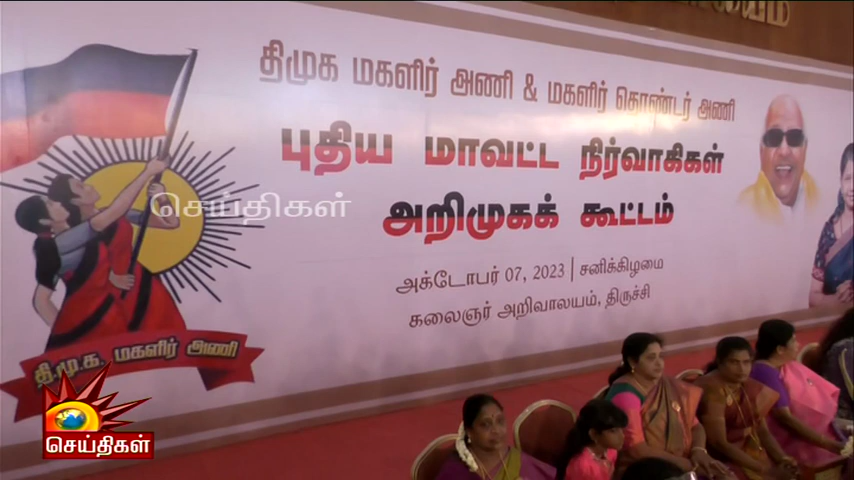 லயம்
திமுக மகளிர் அணி & மகளிர் தொண்டர் அணி
புதிய மாவட்ட நிர்வாகிகள்
அறிமுகக் கூட்டம்
அக்டோபர் 07, 2023 | சனிக்கிழமை
கலைஞர் அறிவாலயம், திருச்சி
செய்திகள்
தி.மு.க. மகளிர் அணி
செய்திகள்